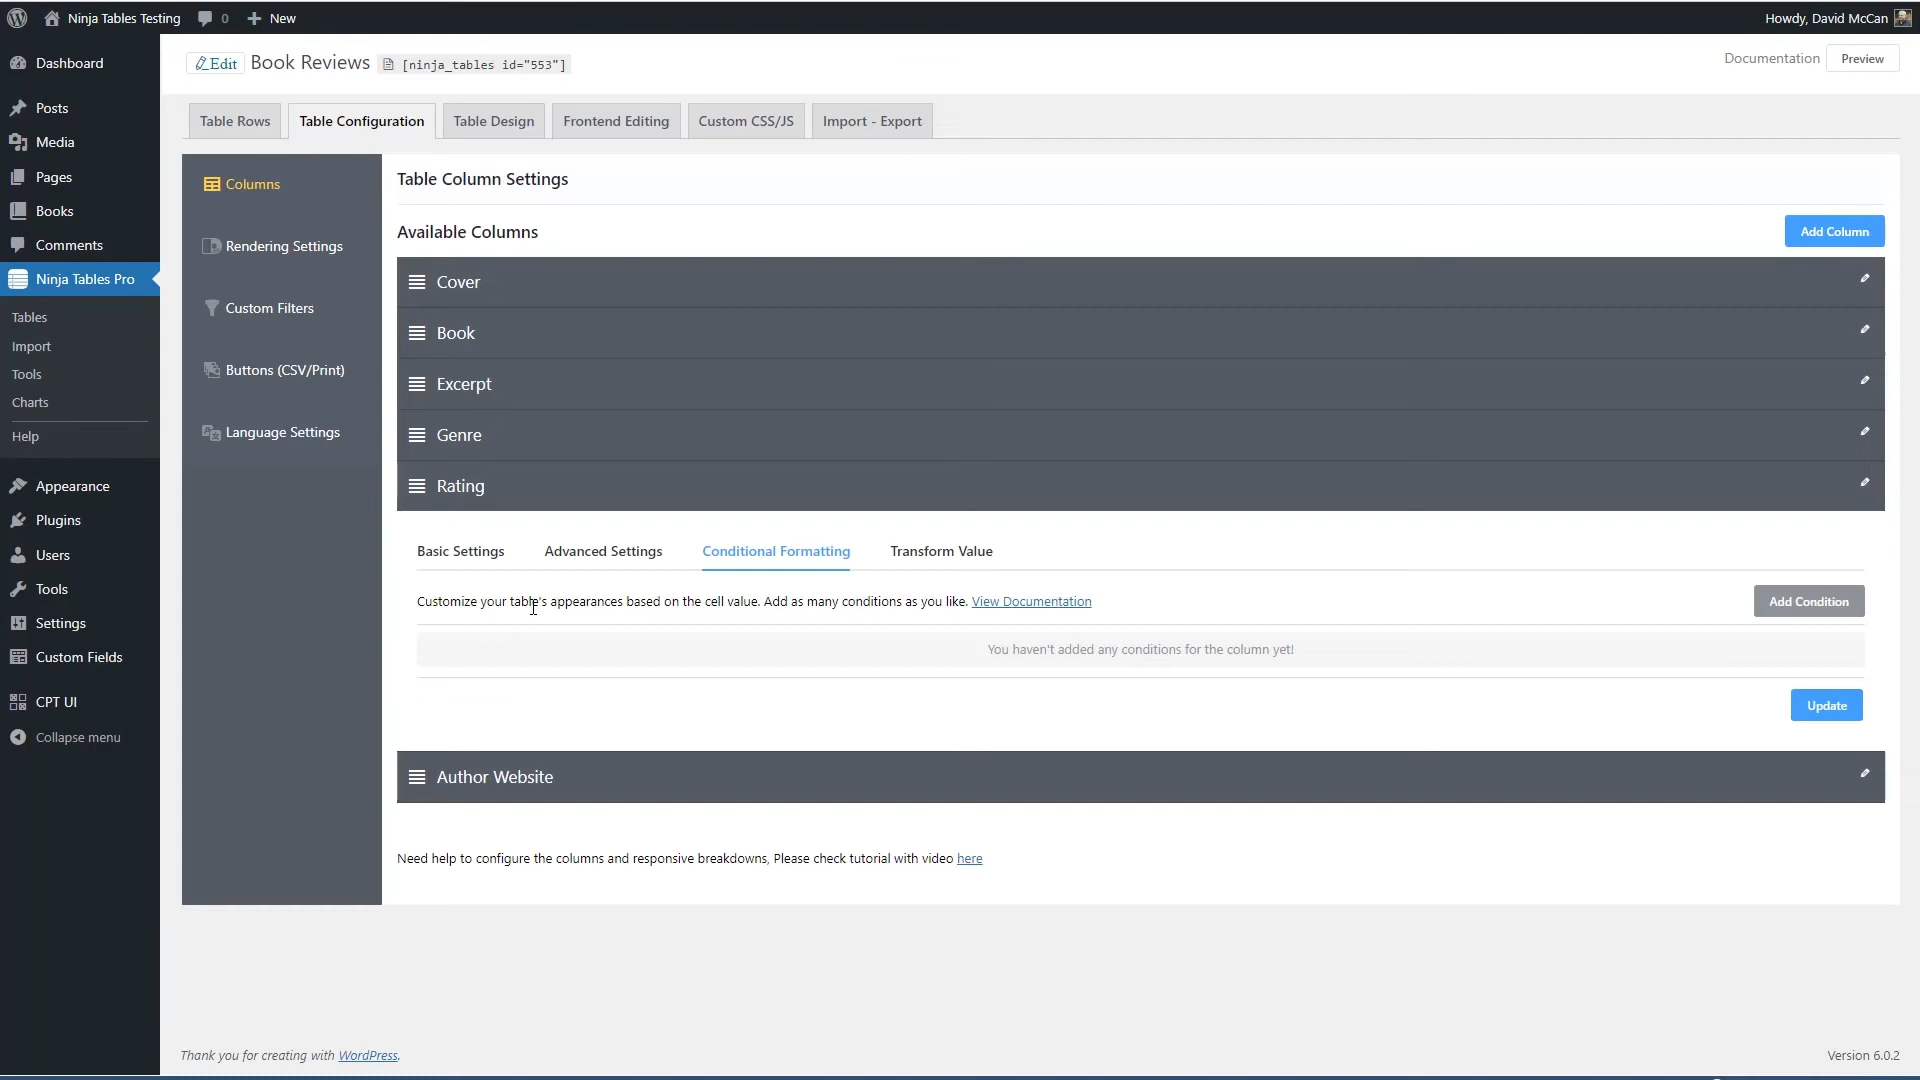 Ninja Tables Testing
0
New
Howdy, David McCan
Dashboard
Posts
Media
Pages
Books
Comments
Ninja Tables Pro
Tables
Import
Tools
Charts
Help
Appearance
Plugins
Users
Tools
Settings
Custom Fields
CPT UI
Collapse menu
Edit Book Reviews [ninja_tables id="553"]
Documentation
Preview
Table Rows
Table Configuration
Table Design
Frontend Editing
Custom CSS/JS
Import - Export
Columns
Rendering Settings
Custom Filters
Buttons (CSV/Print)
Language Settings
Table Column Settings
Available Columns
Add Column
Cover
Book
Excerpt
Genre
Rating
Basic Settings
Advanced Settings
Conditional Formatting
Transform Value
Customize your table's appearances based on the cell value. Add as many conditions as you like. View Documentation
Add Condition
You haven't added any conditions for the column yet!
Update
Author Website
Need help to configure the columns and responsive breakdowns, Please check tutorial with video here
Thank you for creating with WordPress.
Version 6.0.2